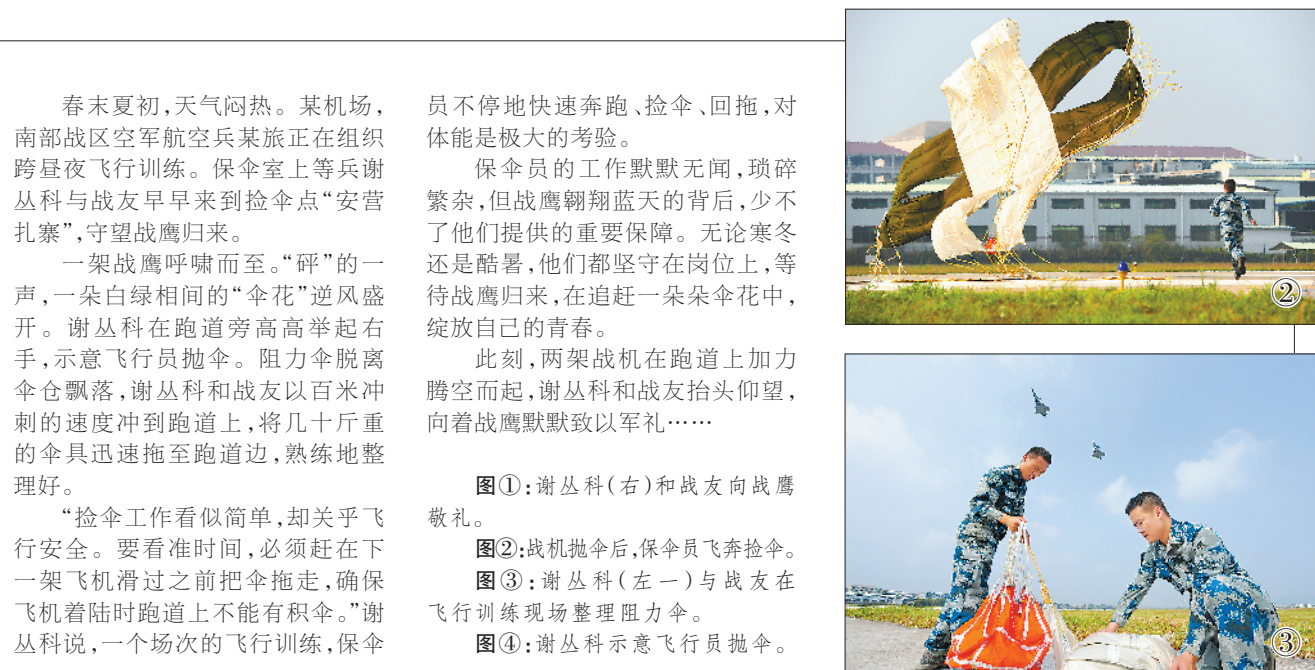 春末夏初,天气闷热。某机场,
南部战区空军航空兵某旅正在组织
跨昼夜飞行训练。保伞室上等兵谢
丛科与战友早早来到捡伞点“安营
扎寨”,守望战鹰归来。
一架战鹰呼啸而至。“砰”的一
声,一朵白绿相间的“伞花”逆风盛
开。谢丛科在跑道旁高高举起右
手,示意飞行员抛伞。阻力伞脱离
伞仓飘落,谢丛科和战友以百米冲
刺的速度冲到跑道上,将几十斤重
的伞具迅速拖至跑道边,熟练地整
理好。
“捡伞工作看似简单,却关乎飞
行安全。要看准时间,必须赶在下
一架飞机滑过之前把伞拖走,确保
飞机着陆时跑道上不能有积伞。”谢
丛科说,一个场次的飞行训练,保伞
员不停地快速奔跑、捡伞、回拖,对
体能是极大的考验。
保伞员的工作默默无闻,琐碎
繁杂,但战鹰翱翔蓝天的背后,少不
了他们提供的重要保障。无论寒冬
还是酷暑,他们都坚守在岗位上,等
待战鹰归来,在追赶一朵朵伞花中,
绽放自己的青春。
此刻,两架战机在跑道上加力
腾空而起,谢丛科和战友抬头仰望,
向着战鹰默默致以军礼……
图①:谢丛科(右)和战友向战鹰
敬礼。
图②:战机抛伞后,保伞员飞奔捡伞。
图③:谢丛科(左一)与战友在
飞行训练现场整理阻力伞。
图④:谢丛科示意飞行员抛伞。
②
③